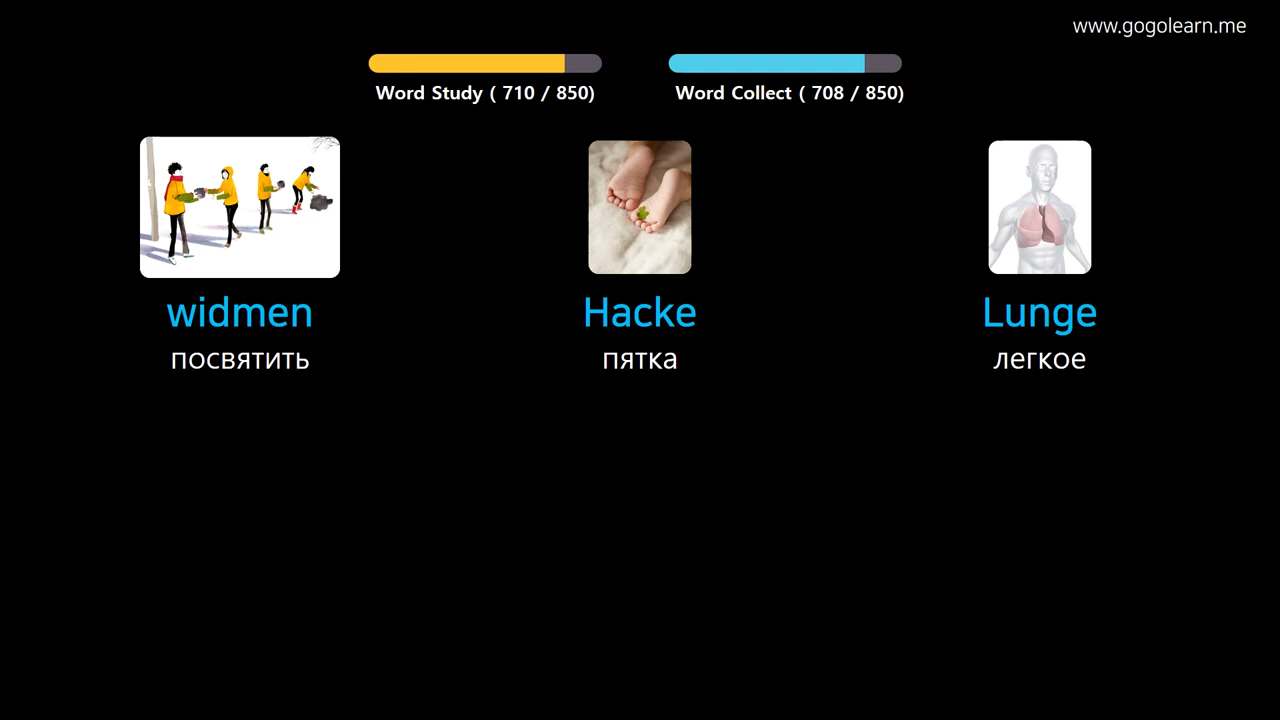 www.gogolearn.me
Word Study ( 710 / 850)
Word Collect ( 708 / 850)
widmen
Hacke
Lunge
посвятить
пятка
легкое